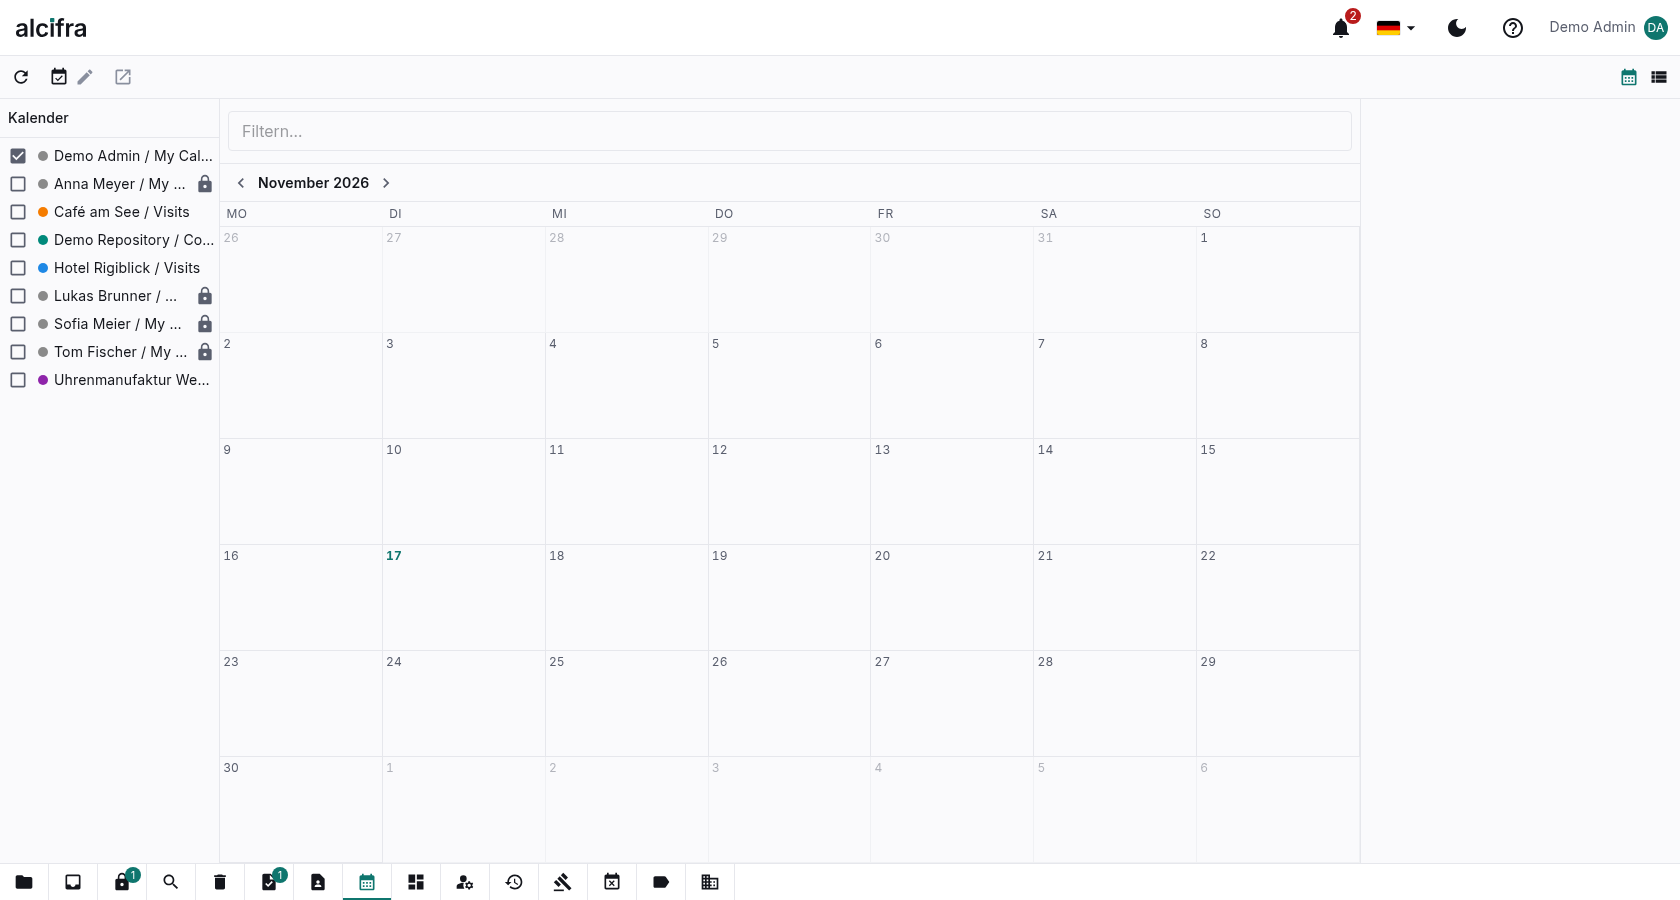 alcifra
2
Demo Admin
DA
Kalender
Filtern...
Demo Admin / My Cal...
Anna Meyer / My ...
Café am See / Visits
Demo Repository / Co...
Hotel Rigiblick / Visits
Lukas Brunner / ...
Sofia Meier / My ...
Tom Fischer / My ...
Uhrenmanufaktur We...
November 2026
MO DI MI DO FR SA SO
26 27 28 29 30 31 1
2 3 4 5 6 7 8
9 10 11 12 13 14 15
16 17 18 19 20 21 22
23 24 25 26 27 28 29
30 1 2 3 4 5 6
1
1